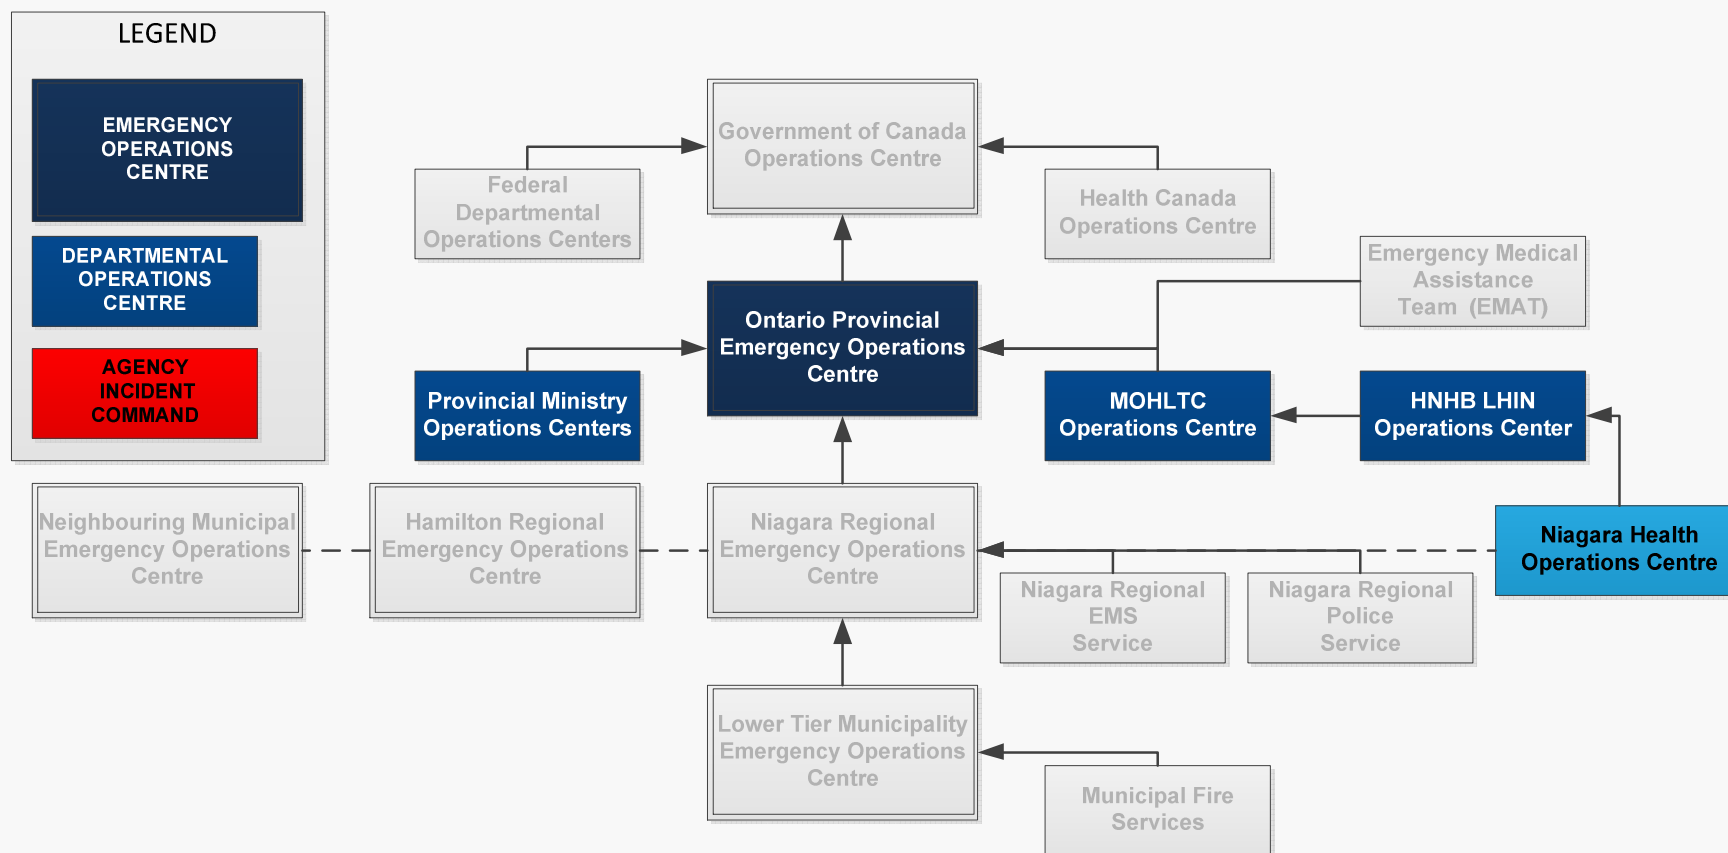 LEGEND
EMERGENCY
OPERATIONS
CENTRE
DEPARTMENTAL
OPERATIONS
CENTRE
AGENCY
INCIDENT
COMMAND
Government of Canada
Operations Centre
Federal
Departmental
Operations Centers
Health Canada
Operations Centre
Emergency Medical
Assistance
Team (EMAT)
Ontario Provincial
Emergency Operations
Centre
Provincial Ministry
Operations Centers
MOHLTC
Operations Centre
HNHB LHIN
Operations Center
Neighbouring Municipal
Emergency Operations
Centre
Hamilton Regional
Emergency Operations
Centre
Niagara Regional
Emergency Operations
Centre
Niagara Health
Operations Centre
Niagara Regional
EMS
Service
Niagara Regional
Police
Service
Lower Tier Municipality
Emergency Operations
Centre
Municipal Fire
Services